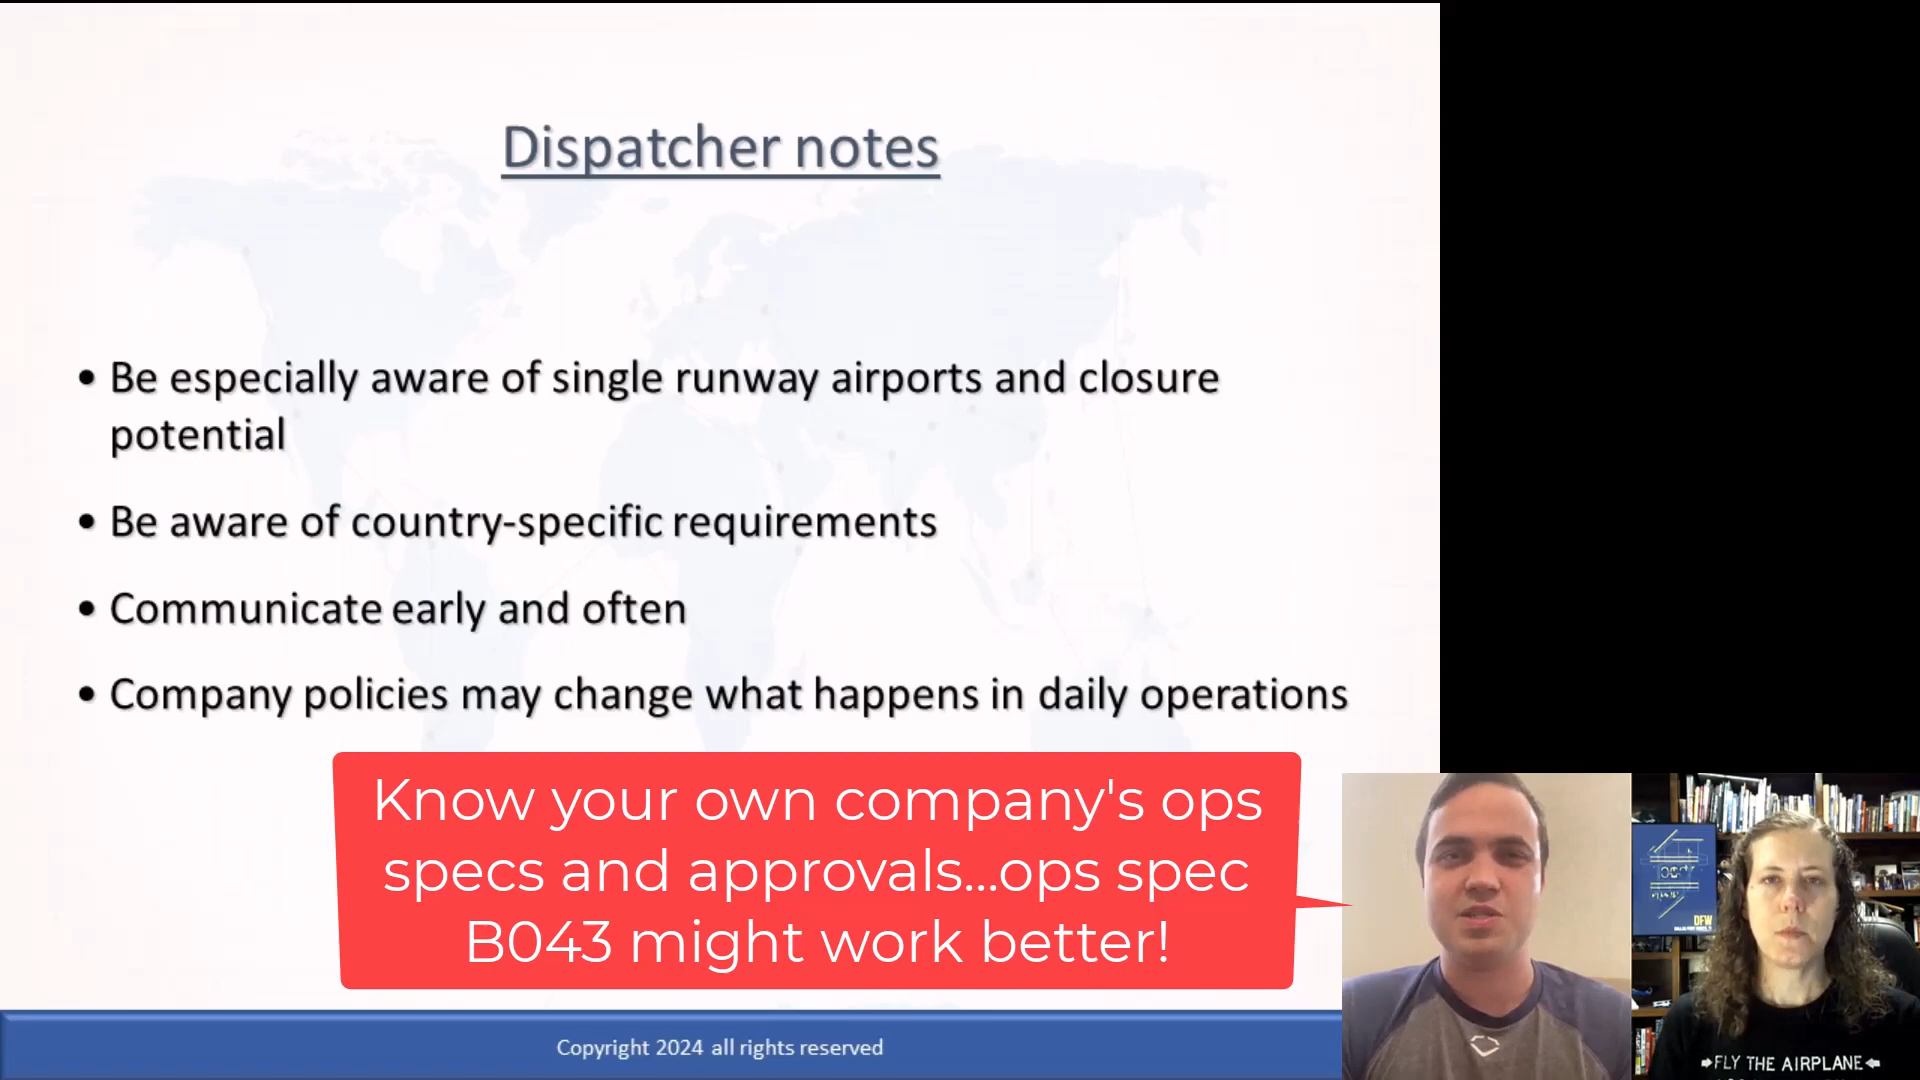 Dispatcher notes
• Be especially aware of single runway airports and closure
potential
• Be aware of country-specific requirements
• Communicate early and often
• Company policies may change what happens in daily operations
Know your own company's ops
specs and approvals...ops spec
B043 might work better!
Copyright 2024 all rights reserved
DFW
FLY THE AIRPLANE